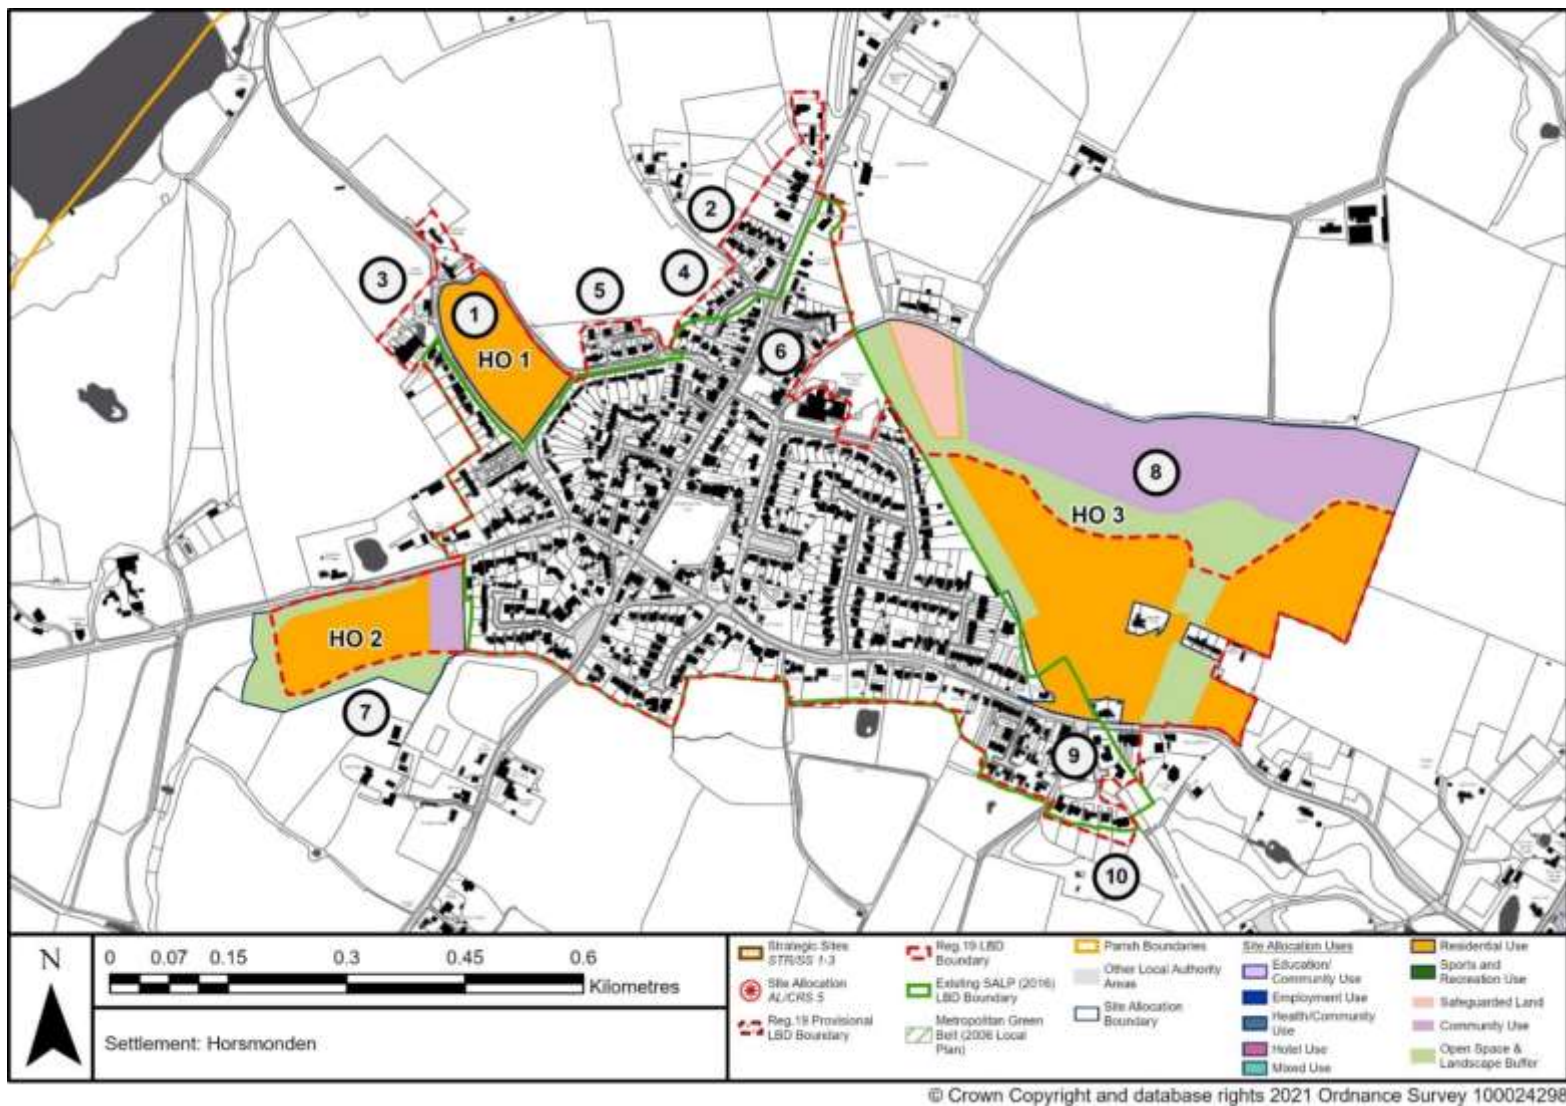 2
3
4
5
1
HO 1
6
8
HO 3
HO 2
7
9
10
N
0 0.07 0.15 0.3 0.45 0.6
Kilometres
Settlement: Horsmonden
Strategic Sites
STR/SS 1-3
Site Allocation
AL/CRS 5
Reg.19 Provisional
LBD Boundary
Reg.19 LBD
Boundary
Existing SALP (2016)
LBD Boundary
Metropolitan Green
Belt (2006 Local
Plan)
Parish Boundaries
Other Local Authority
Areas
Site Allocation
Boundary
Site Allocation Uses
Education/
Community Use
Employment Use
Health/Community
Use
Hotel Use
Mixed Use
Residential Use
Sports and
Recreation Use
Safeguarded Land
Community Use
Open Space &
Landscape Buffer
© Crown Copyright and database rights 2021 Ordnance Survey 100024298